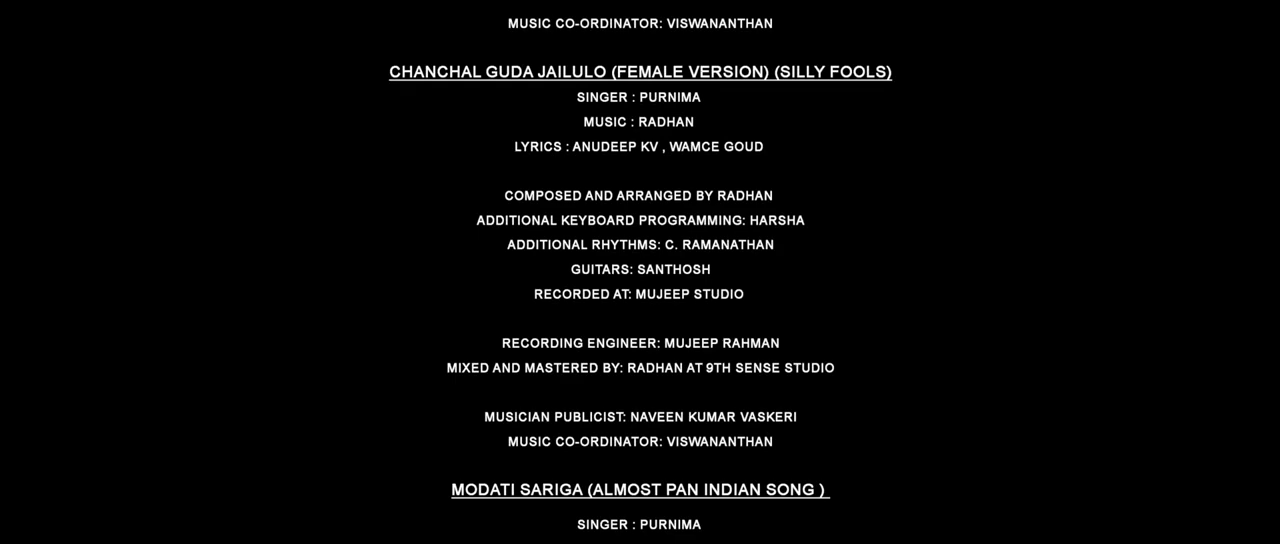 MUSIC CO-ORDINATOR: VISWANANTHAN
CHANCHAL GUDA JAILULO (FEMALE VERSION) (SILLY FOOLS)
SINGER : PURNIMA
MUSIC : RADHAN
LYRICS : ANUDEEP KV , WAMCE GOUD
COMPOSED AND ARRANGED BY RADHAN
ADDITIONAL KEYBOARD PROGRAMMING: HARSHA
ADDITIONAL RHYTHMS: C. RAMANATHAN
GUITARS: SANTHOSH
RECORDED AT: MUJEEP STUDIO
RECORDING ENGINEER: MUJEEP RAHMAN
MIXED AND MASTERED BY: RADHAN AT 9TH SENSE STUDIO
MUSICIAN PUBLICIST: NAVEEN KUMAR VASKERI
MUSIC CO-ORDINATOR: VISWANANTHAN
MODATI SARIGA (ALMOST PAN INDIAN SONG )
SINGER : PURNIMA